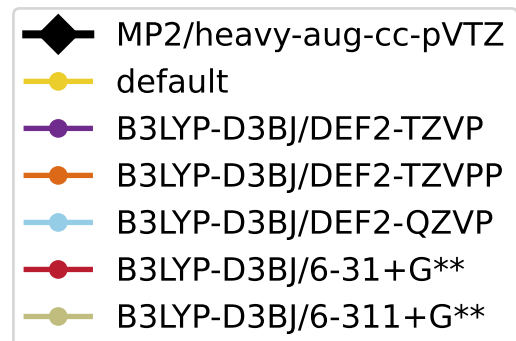 MP2/heavy-aug-cc-pVTZ
default
B3LYP-D3BJ/DEF2-TZVP
B3LYP-D3BJ/DEF2-TZVPP
B3LYP-D3BJ/DEF2-QZVP
B3LYP-D3BJ/6-31+G**
B3LYP-D3BJ/6-311+G**